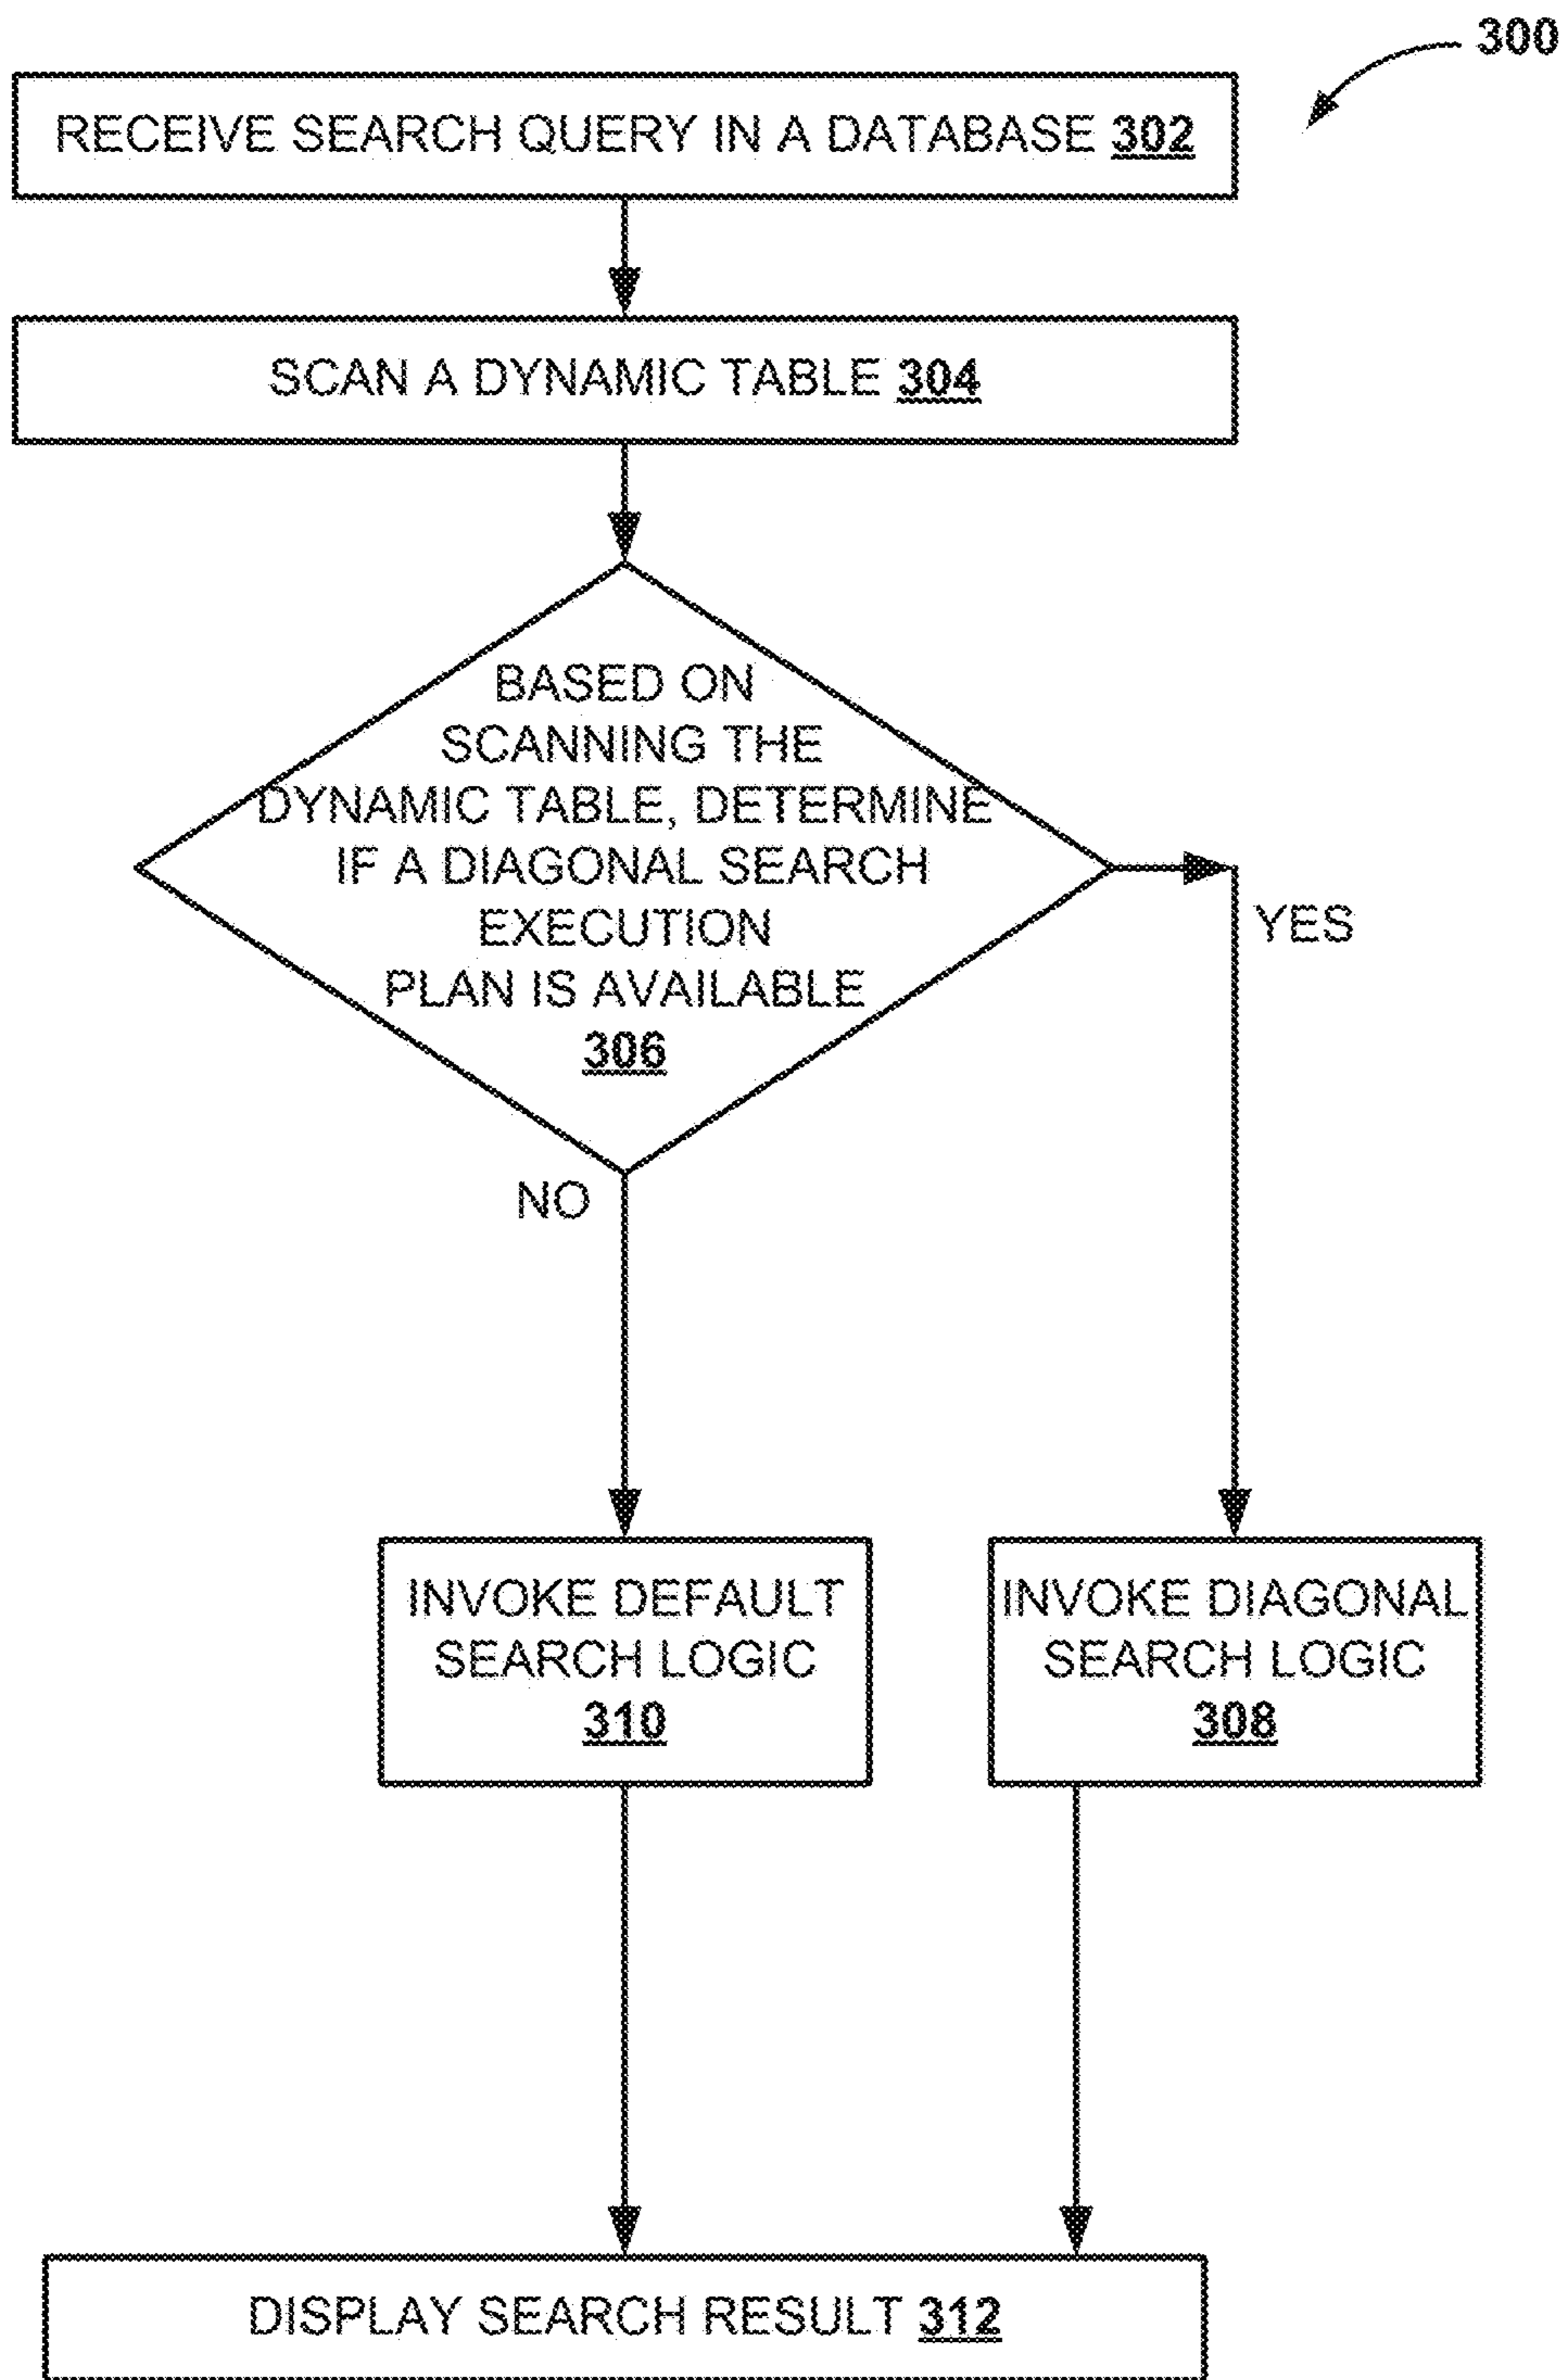 300
RECEIVE SEARCH QUERY IN A DATABASE 302
SCAN A DYNAMIC TABLE 304
BASED ON
SCANNING THE
DYNAMIC TABLE, DETERMINE
IF A DIAGONAL SEARCH
EXECUTION
PLAN IS AVAILABLE
306
YES
NO
INVOKE DEFAULT
SEARCH LOGIC
310
INVOKE DIAGONAL
SEARCH LOGIC
308
DISPLAY SEARCH RESULT 312